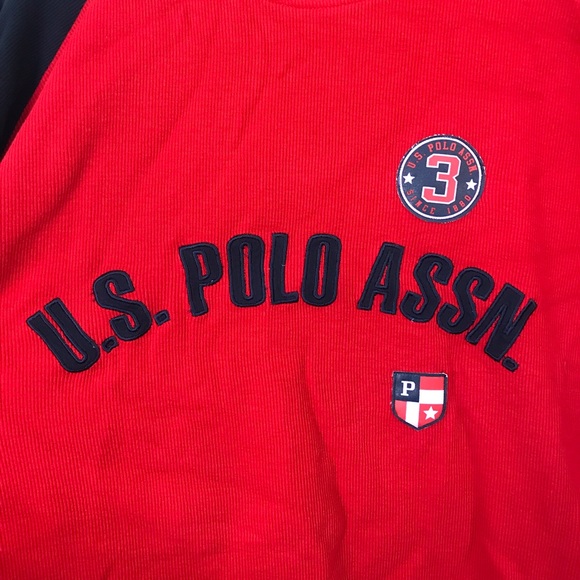 U.S. POLO ASSN.
3
SINCE 1890
U.S. POLO ASSN.
P